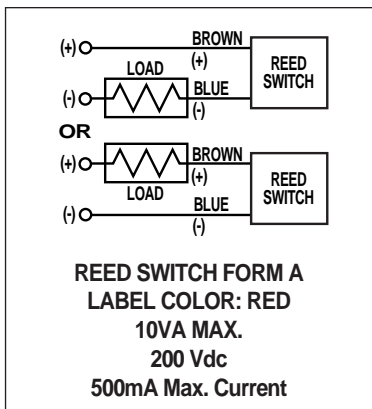 (+) BROWN
(+)
LOAD
REED
SWITCH
(-) BLUE
(-)
OR
(+) BROWN
(+)
LOAD
REED
SWITCH
BLUE
(-)
(-)
REED SWITCH FORM A
LABEL COLOR: RED
10VA MAX.
200 Vdc
500mA Max. Current